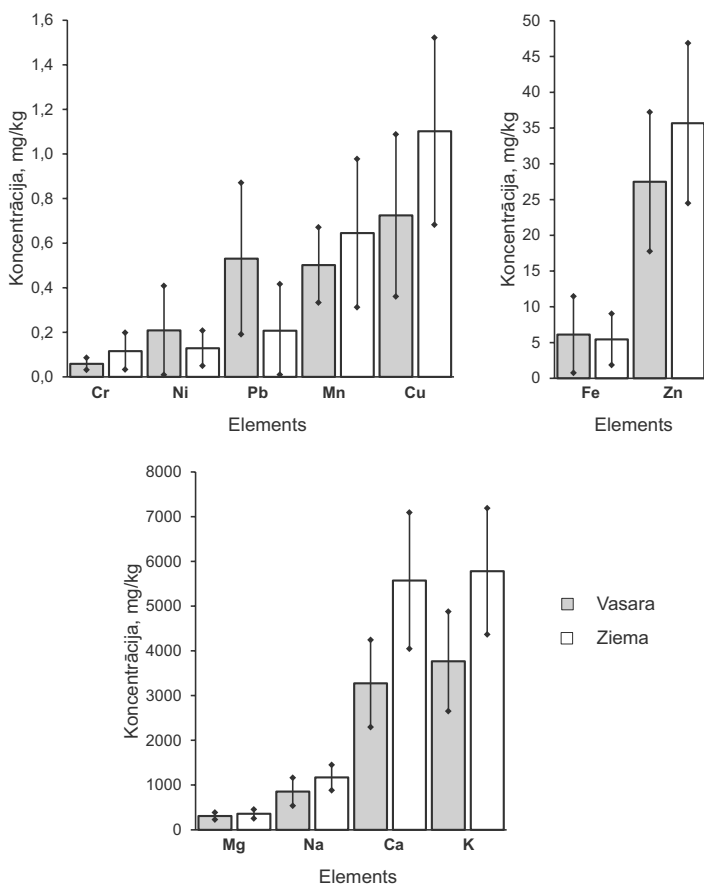 1,6
1,4
1,2
1,0
0,8
0,6
0,4
0,2
0,0
Koncentrācija, mg/kg
Cr Ni Pb Mn Cu
Elements
50
45
40
35
30
25
20
15
10
5
0
Koncentrācija, mg/kg
Fe Zn
Elements
8000
7000
6000
5000
4000
3000
2000
1000
0
Koncentrācija, mg/kg
Mg Na Ca K
Elements
Vasara
Ziema